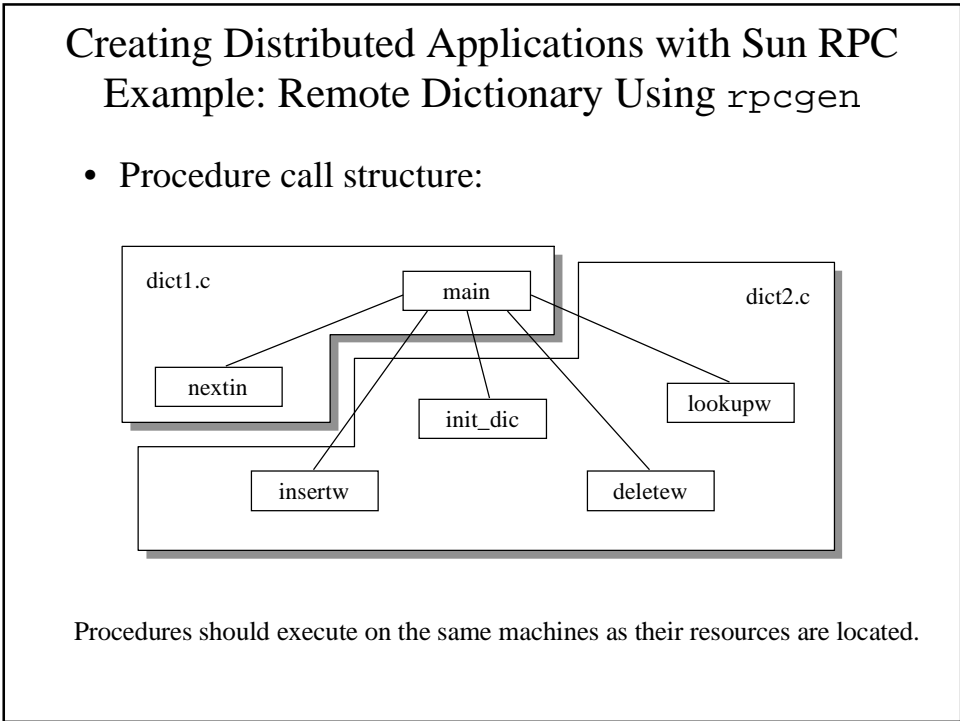 Creating Distributed Applications with Sun RPC
Example: Remote Dictionary Using rpcgen
• Procedure call structure:
dict1.c
main
dict2.c
nextin
init_dic
lookupw
insertw
deletew
Procedures should execute on the same machines as their resources are located.